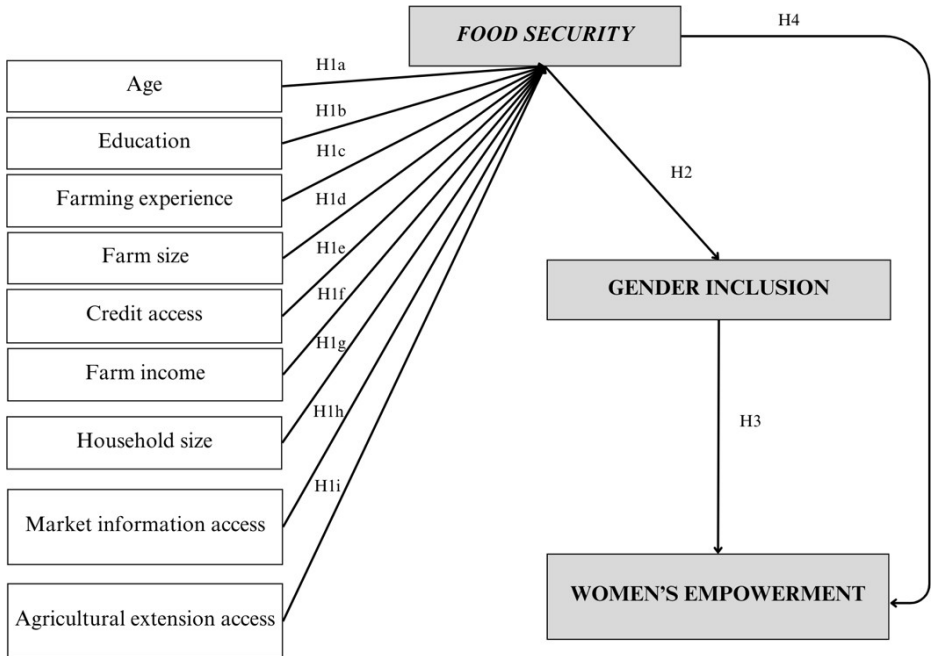 FOOD SECURITY
H4
H1a
Age
H1b
Education
H1c
Farming experience
H2
H1d
Farm size
H1e
GENDER INCLUSION
Credit access
H1f
H1g
Farm income
H1h
H3
Household size
H1i
Market information access
WOMEN’S EMPOWERMENT
Agricultural extension access